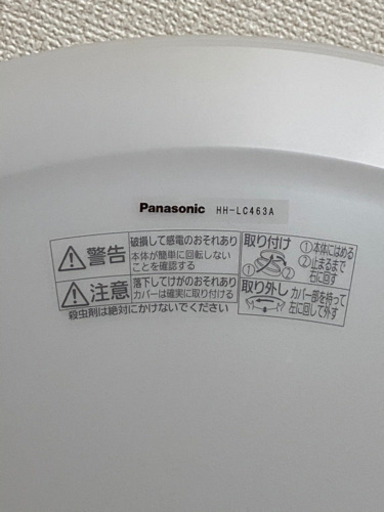 Panasonic HH-LC463A
警告
破損して感電のおそれあり
本体が簡単に回転しない
ことを確認する
注意
落下してけがのおそれあり
カバーは確実に取り付ける
殺虫剤は絶対にかけないでください
取り付け
①②
①本体にはめる
②止まるまで
右に回す
取り外し
カバー部を持って
左に回して外す